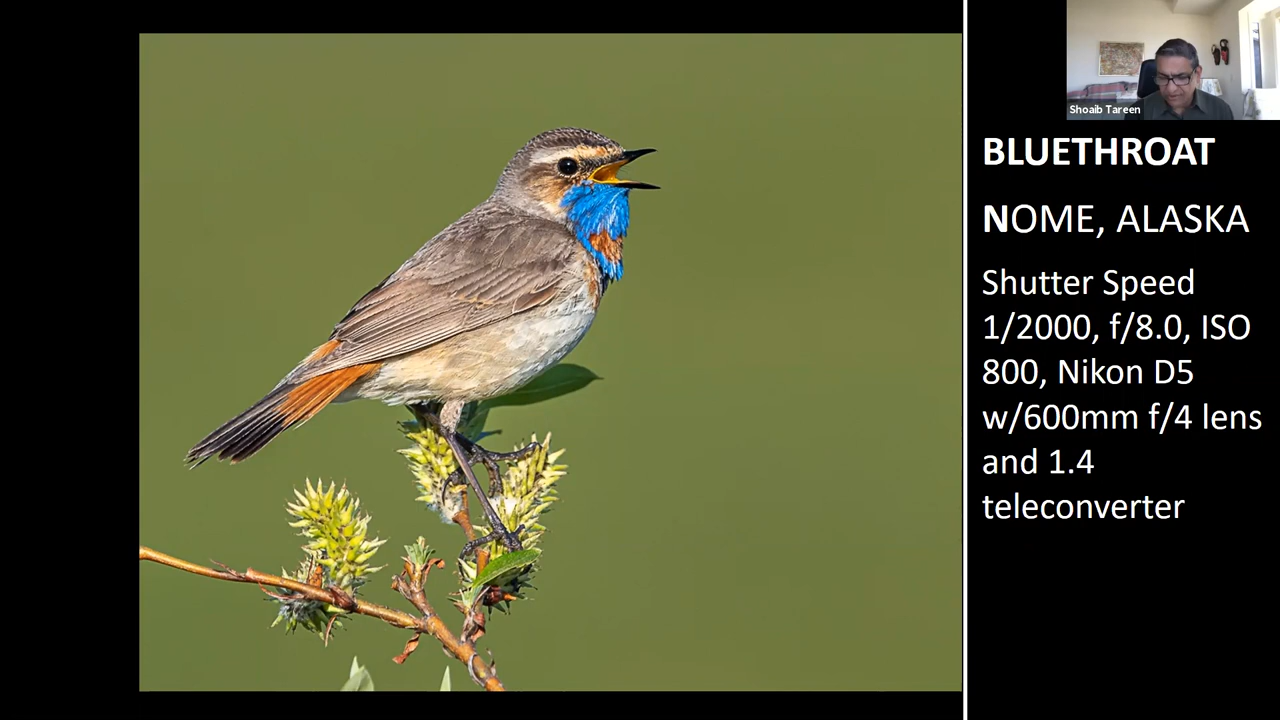 Shoaib Tareen
BLUETHROAT
NOME, ALASKA
Shutter Speed
1/2000, f/8.0, ISO
800, Nikon D5
w/600mm f/4 lens
and 1.4
teleconverter